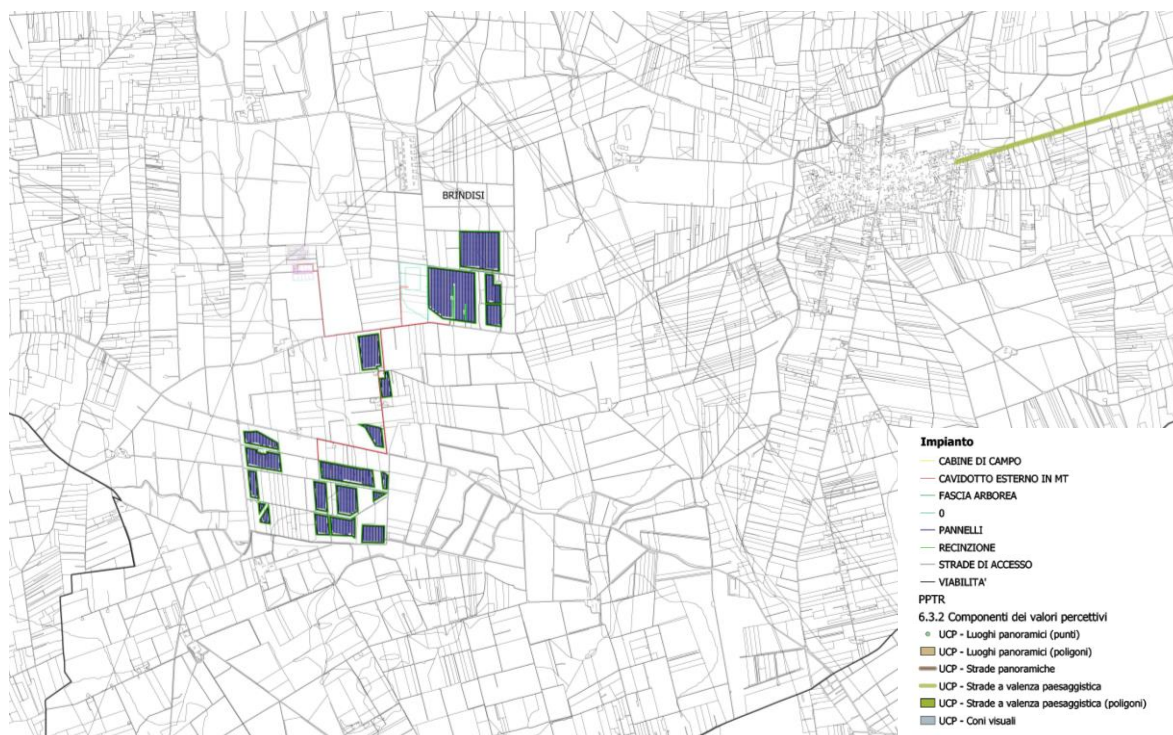 BRINDISI
Impianto
CABINE DI CAMPO
CAVIDOTTO ESTERNO IN MT
FASCIA ARBOREA
0
PANNELLI
RECINZIONE
STRADE DI ACCESSO
VIABILITA'
PPTR
6.3.2 Componenti dei valori percettivi
UCP - Luoghi panoramici (punti)
UCP - Luoghi panoramici (poligoni)
UCP - Strade panoramiche
UCP - Strade a valenza paesaggistica
UCP - Strade a valenza paesaggistica (poligoni)
UCP - Coni visuali